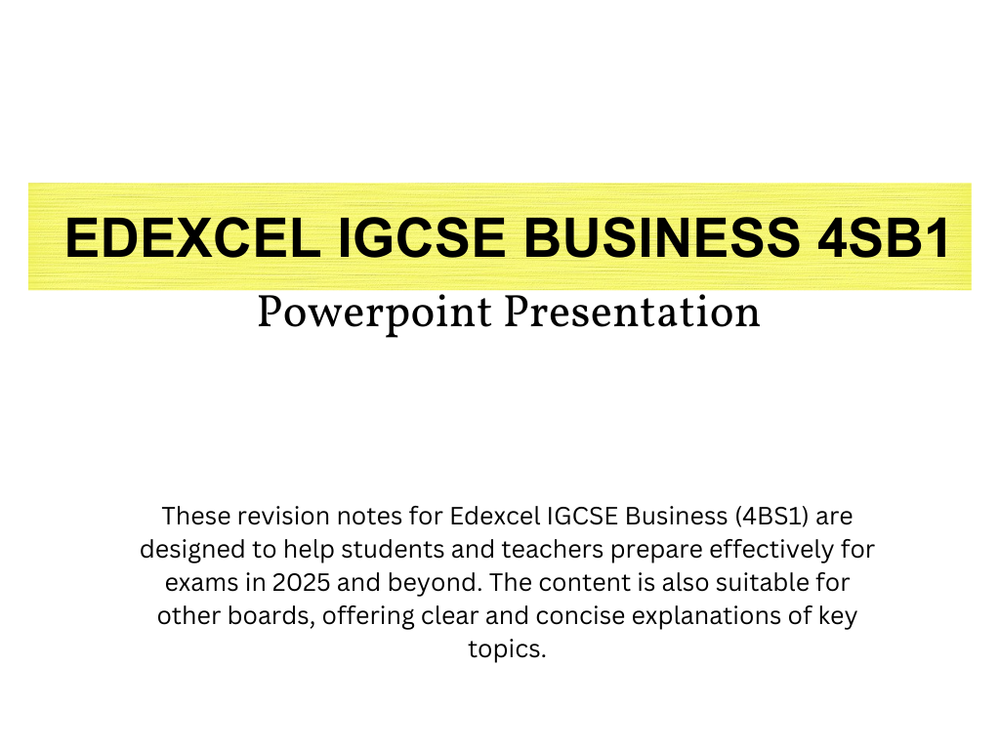 EDEXCEL IGCSE BUSINESS 4SB1
Powerpoint Presentation
These revision notes for Edexcel IGCSE Business (4BS1) are
designed to help students and teachers prepare effectively for
exams in 2025 and beyond. The content is also suitable for
other boards, offering clear and concise explanations of key
topics.